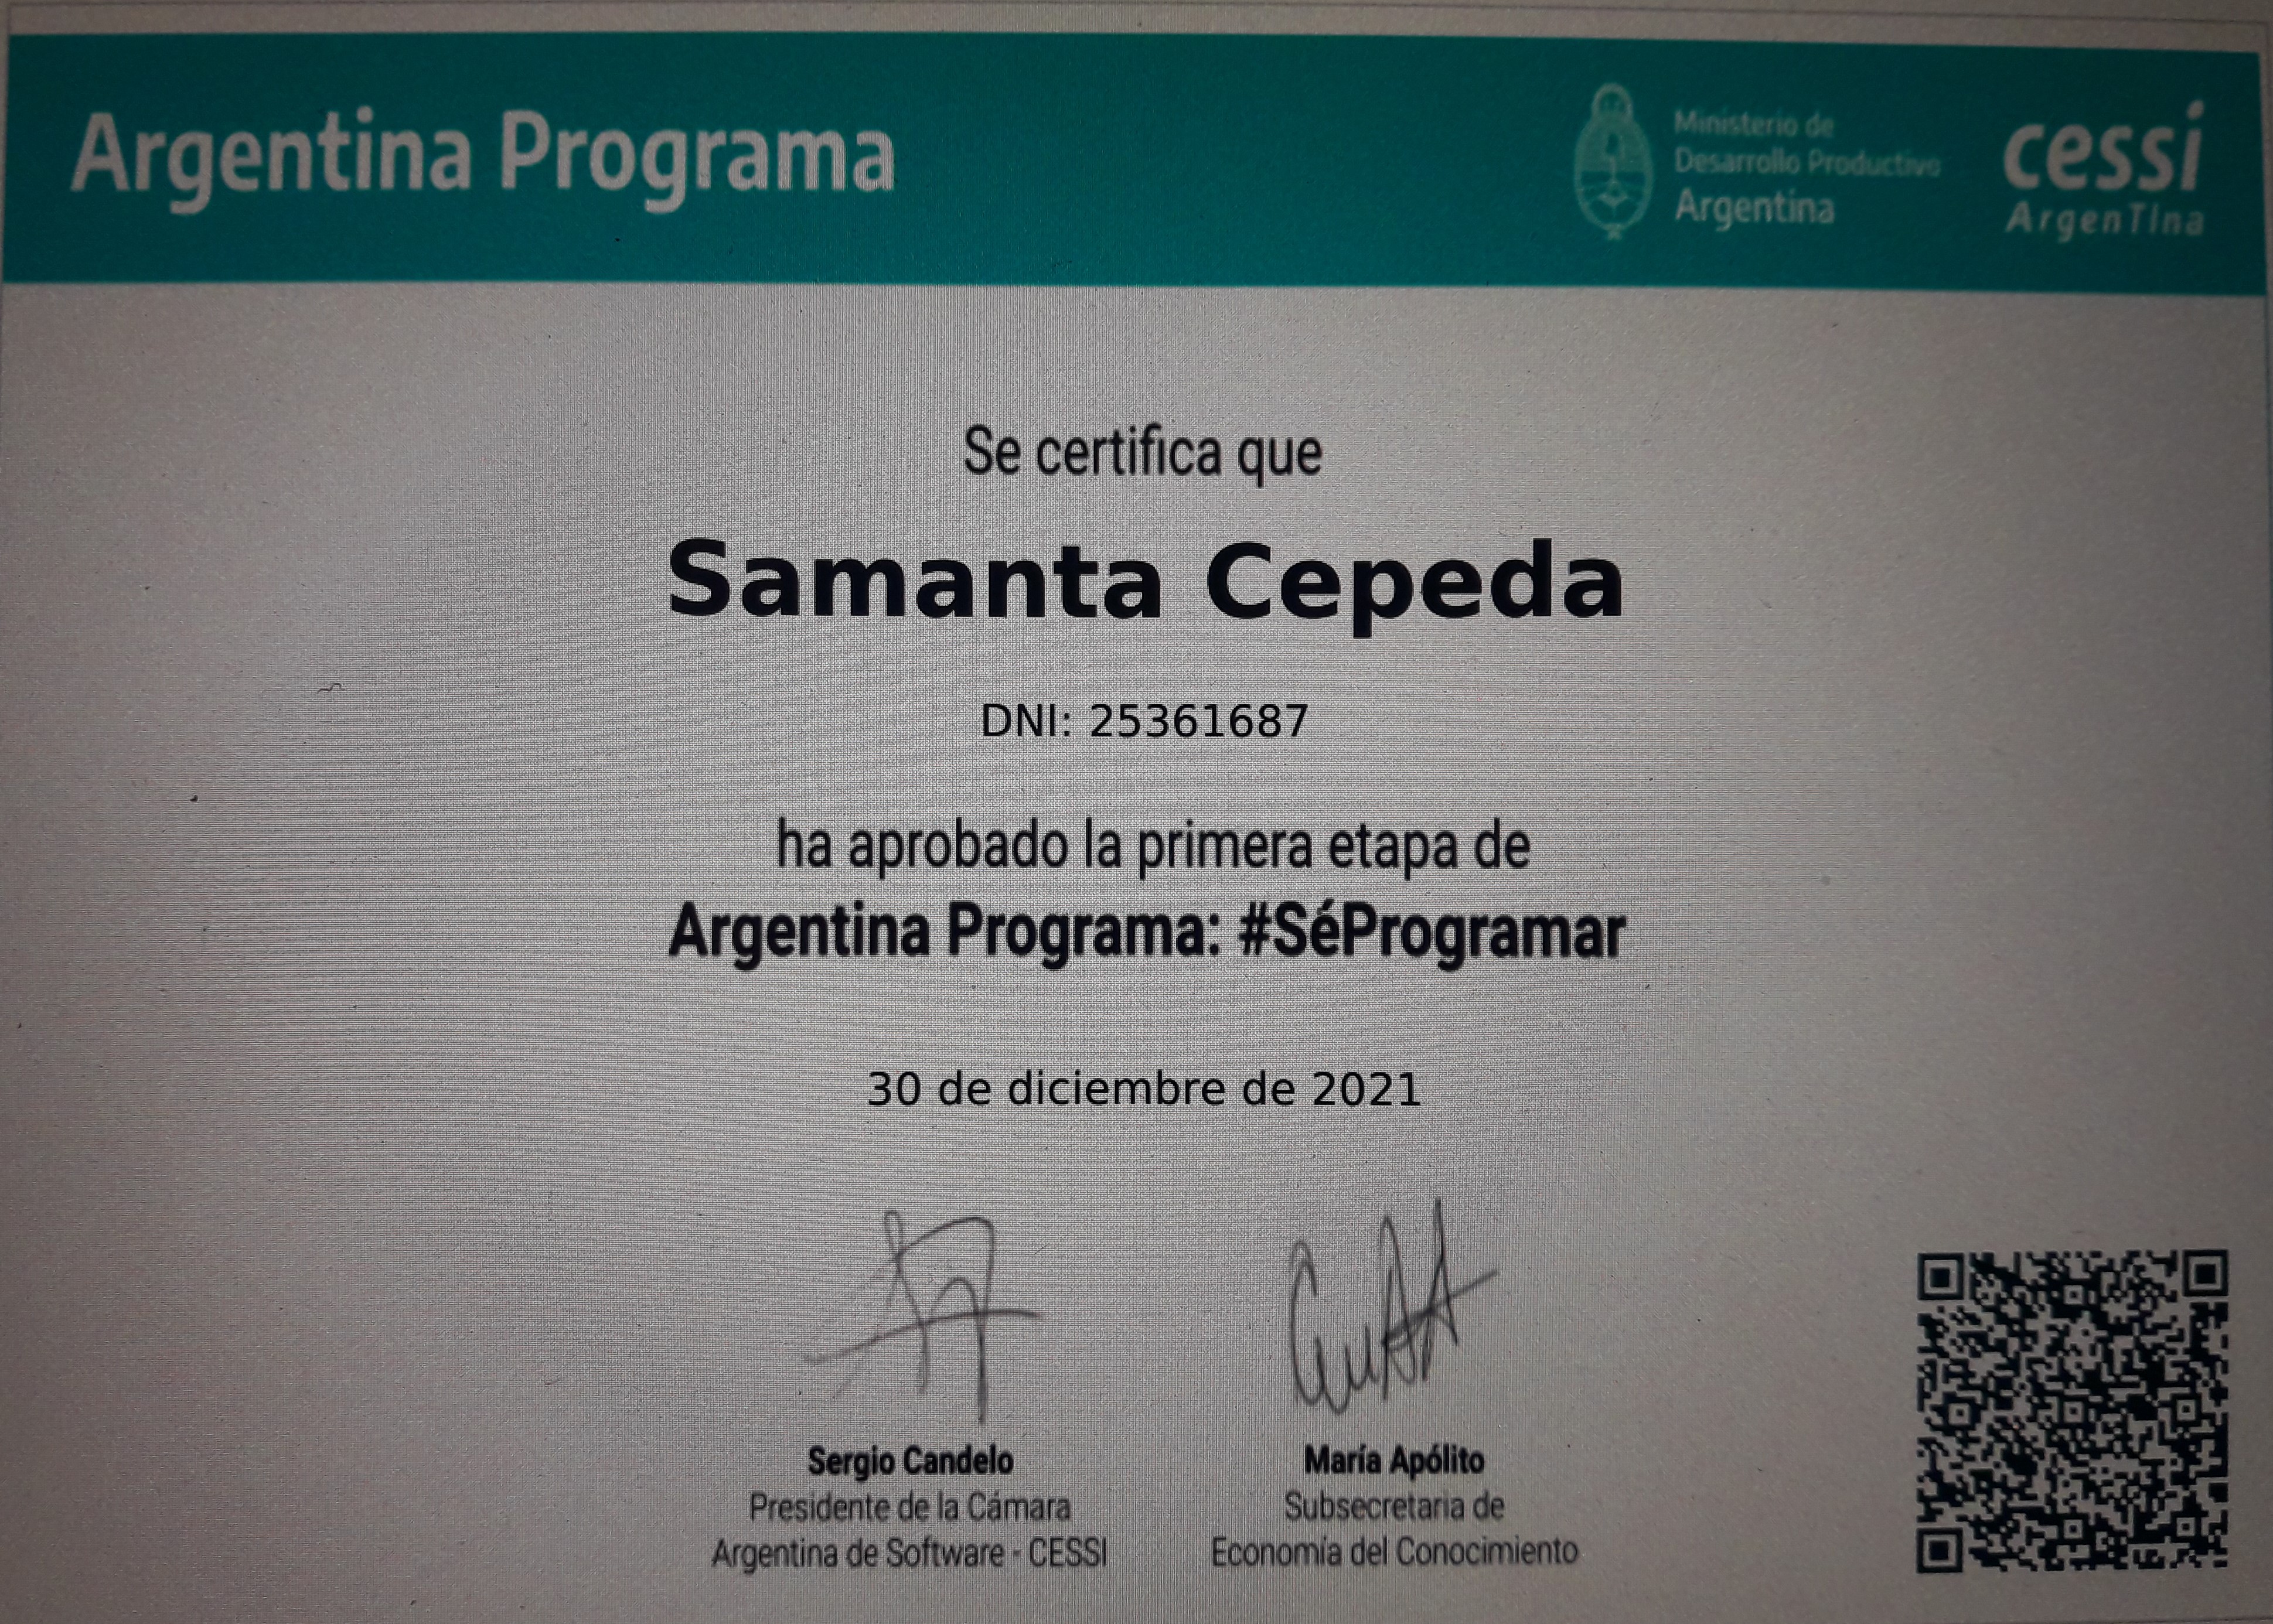 Argentina Programa
Ministerio de
Desarrollo Productivo
Argentina
cessi
ArgenTIna
Se certifica que
Samanta Cepeda
DNI: 25361687
ha aprobado la primera etapa de
Argentina Programa: #SéProgramar
30 de diciembre de 2021
Sergio Candelo
Presidente de la Cámara
Argentina de Software - CESSI
María Apólito
Subsecretaria de
Economía del Conocimiento